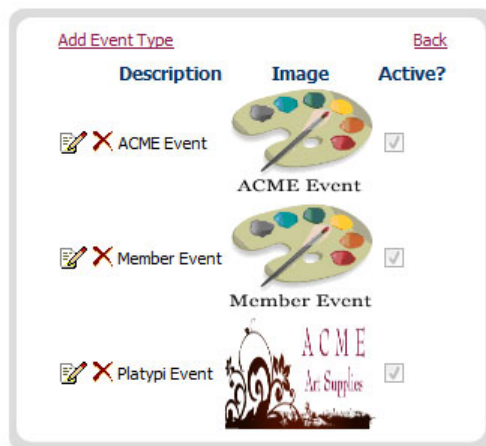 Add Event Type Back
Description Image Active?
ACME Event
ACME Event
Member Event
Member Event
Platypi Event
ACME
Art Supplies